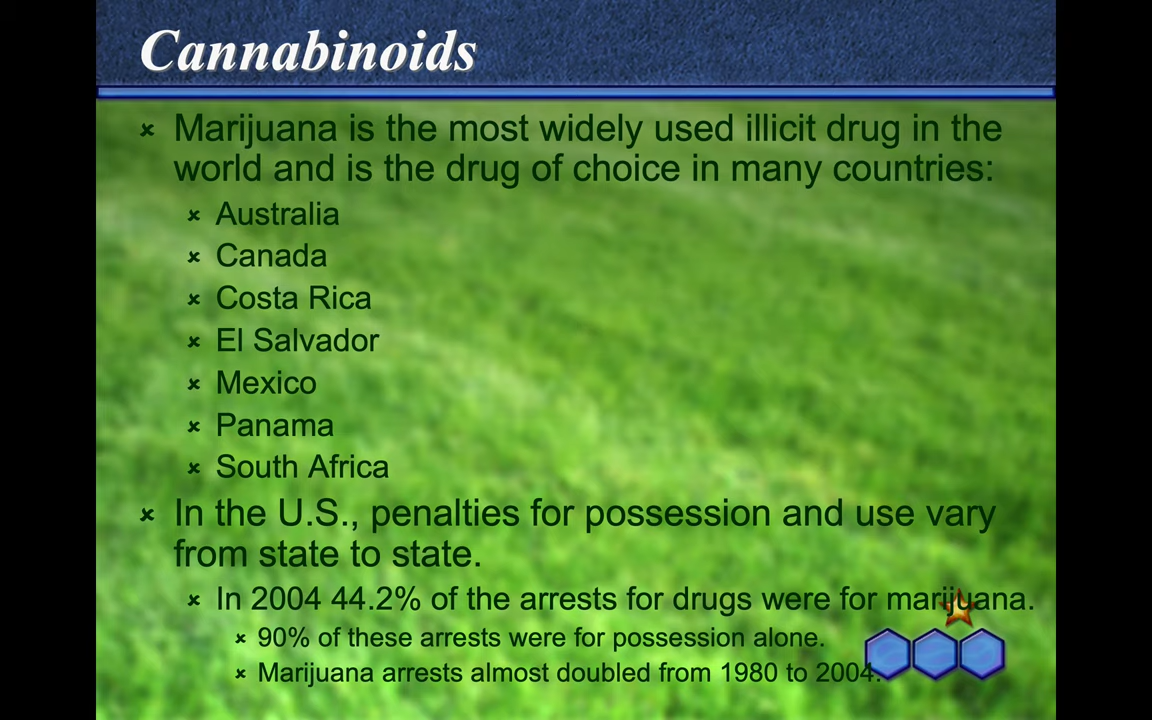 Cannabinoids
Marijuana is the most widely used illicit drug in the
world and is the drug of choice in many countries:
Australia
Canada
Costa Rica
El Salvador
Mexico
Panama
South Africa
In the U.S., penalties for possession and use vary
from state to state.
In 2004 44.2% of the arrests for drugs were for marijuana.
90% of these arrests were for possession alone.
Marijuana arrests almost doubled from 1980 to 2004.